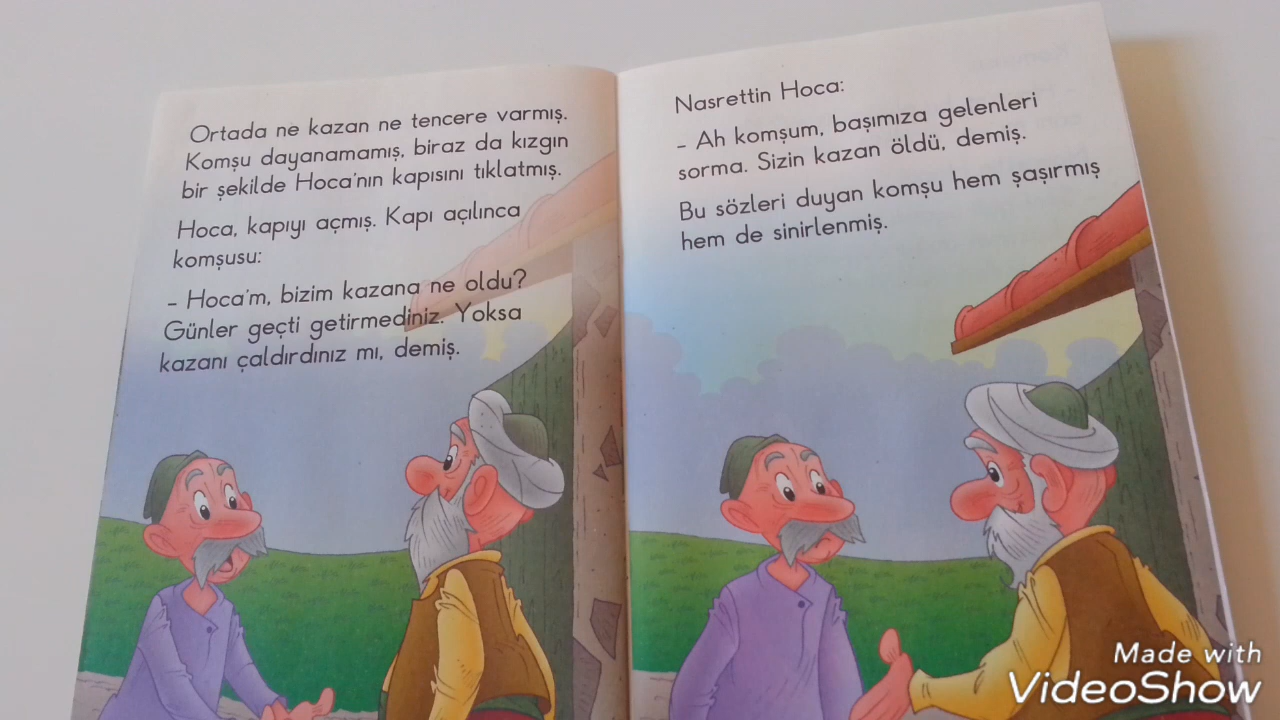 Ortada ne kazan ne tencere varmış.
Komşu dayanamamış, biraz da kızgın
bir şekilde Hoca'nın kapısını tıklatmış.
Hoca, kapıyı açmış. Kapı açılınca
komşusu:
– Hoca'm, bizim kazana ne oldu?
Günler geçti getirmediniz. Yoksa
kazanı çaldırdınız mı, demiş.
Nasrettin Hoca:
– Ah komşum, başımıza gelenleri
sorma. Sizin kazan öldü, demiş.
Bu sözleri duyan komşu hem şaşırmış
hem de sinirlenmiş.
Made with
VideoShow